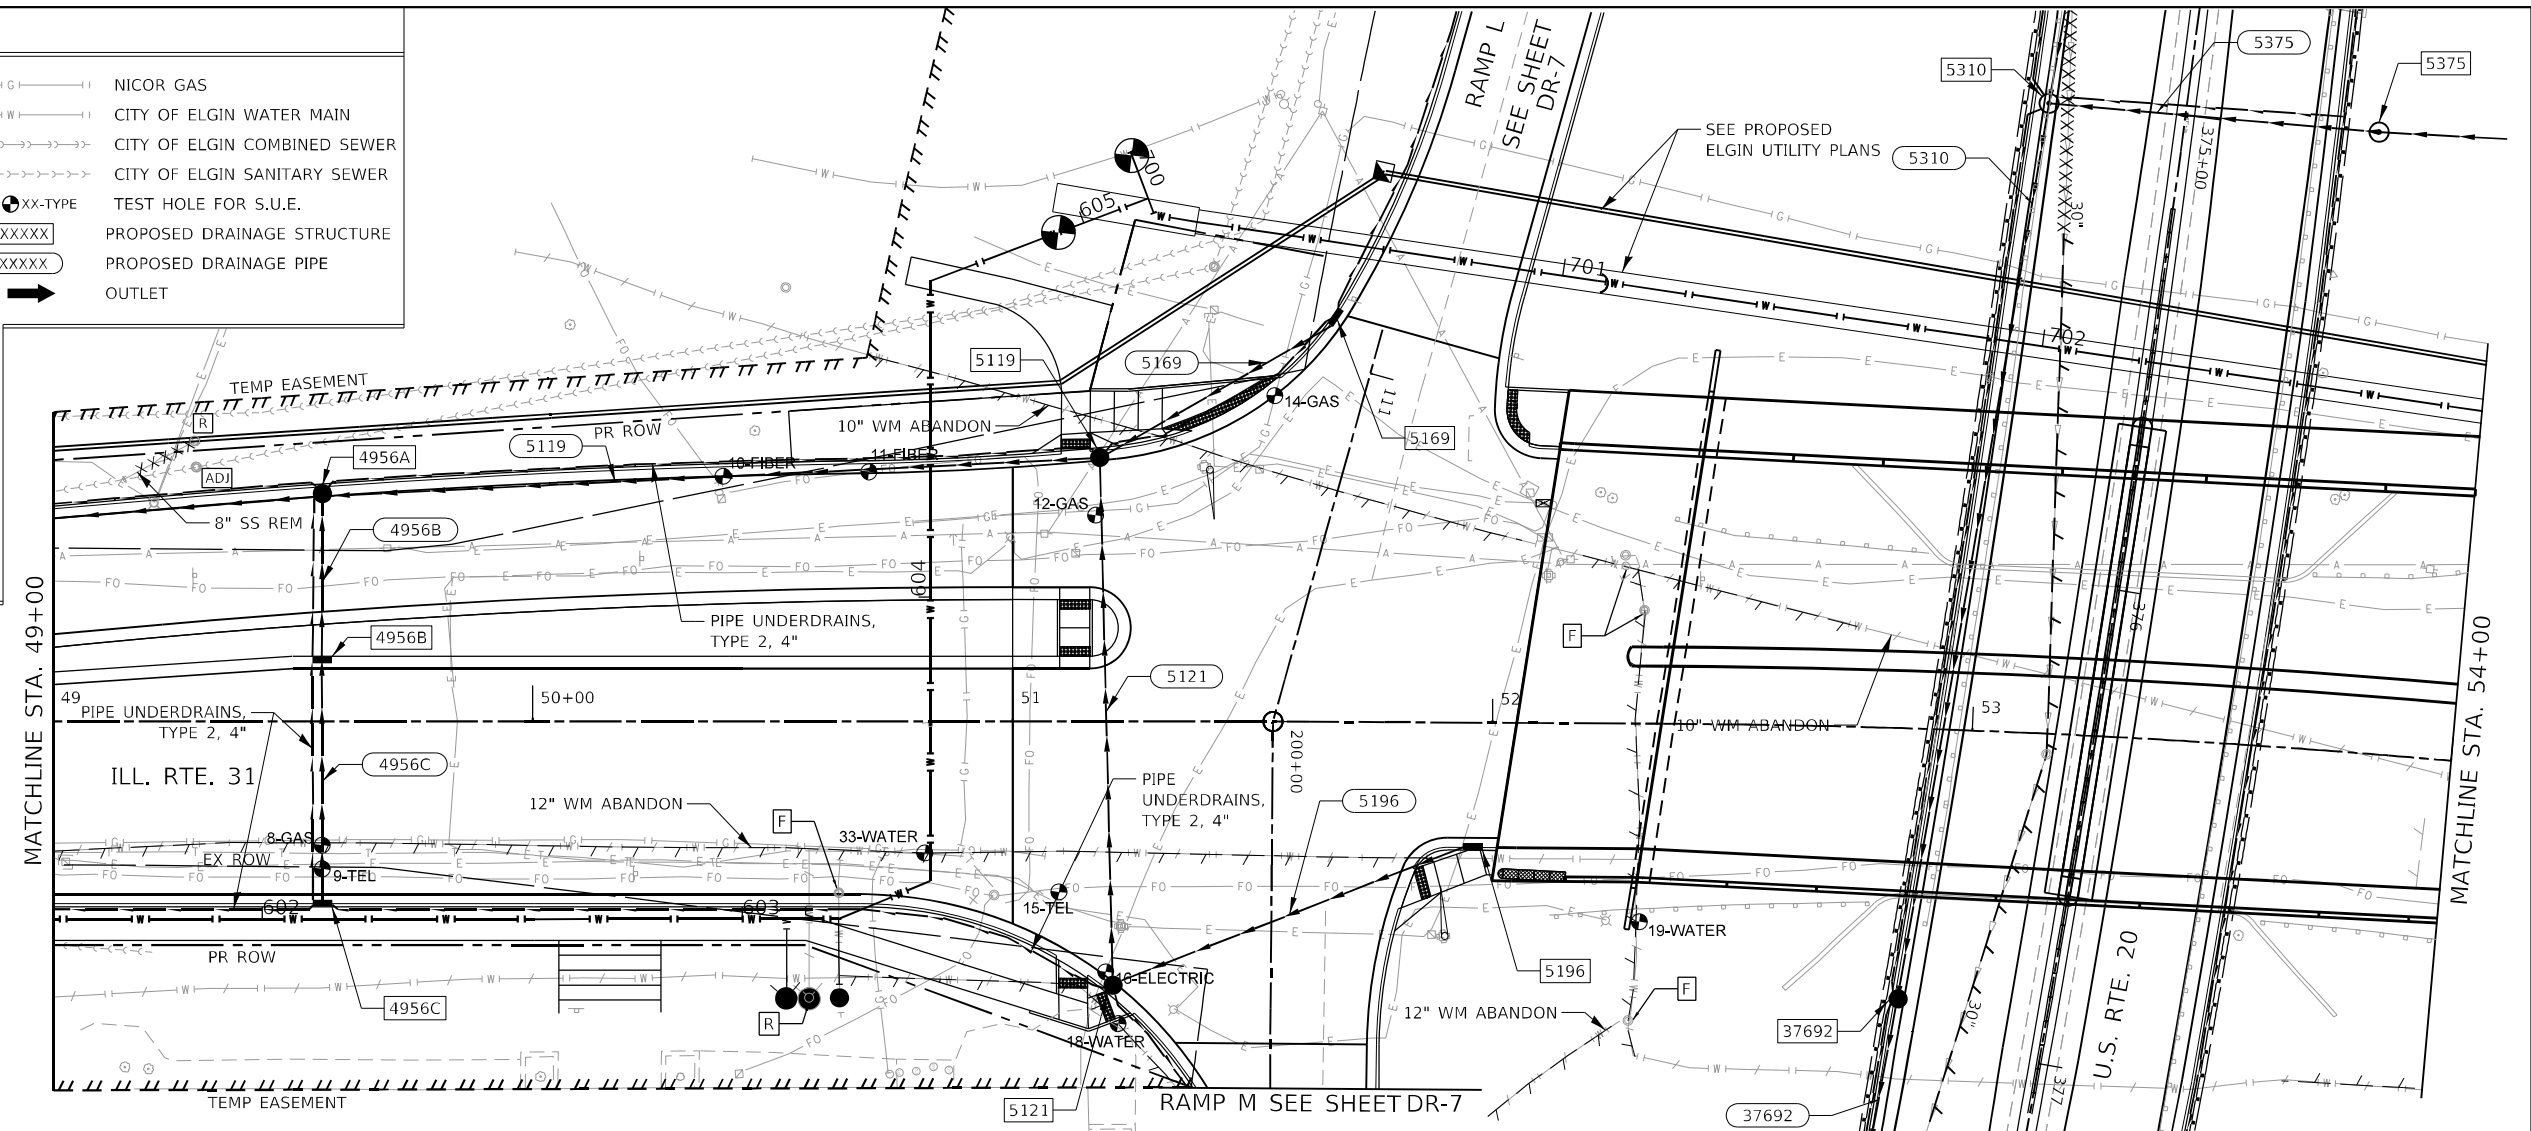 NICOR GAS
CITY OF ELGIN WATER MAIN
CITY OF ELGIN COMBINED SEWER
CITY OF ELGIN SANITARY SEWER
XX-TYPE TEST HOLE FOR S.U.E.
XXXXX PROPOSED DRAINAGE STRUCTURE
XXXXX PROPOSED DRAINAGE PIPE
OUTLET
RAMP L
SEE SHEET
DR-7
SEE PROPOSED
ELGIN UTILITY PLANS
5310
5375
5375
5310
375+00
30"
700
605
701
702
TEMP EASEMENT
R
ADJ
PR ROW
5119
5119
5169
5169
14-GAS
111
10" WM ABANDON
4956A
10-FIBER
11-FIBER
12-GAS
8" SS REM
4956B
4956B
604
PIPE UNDERDRAINS,
TYPE 2, 4"
5121
F
376
MATCHLINE STA. 49+00
MATCHLINE STA. 54+00
49
50+00
51
52
53
200+00
10" WM ABANDON
PIPE UNDERDRAINS,
TYPE 2, 4"
ILL. RTE. 31
4956C
12" WM ABANDON
F
33-WATER
PIPE
UNDERDRAINS,
TYPE 2, 4"
5196
8-GAS
EX ROW
9-TEL
15-TEL
602
603
PR ROW
4956C
R
16-ELECTRIC
18-WATER
5121
5196
19-WATER
F
12" WM ABANDON
37692
37692
30"
U.S. RTE. 20
377
TEMP EASEMENT
RAMP M SEE SHEET DR-7